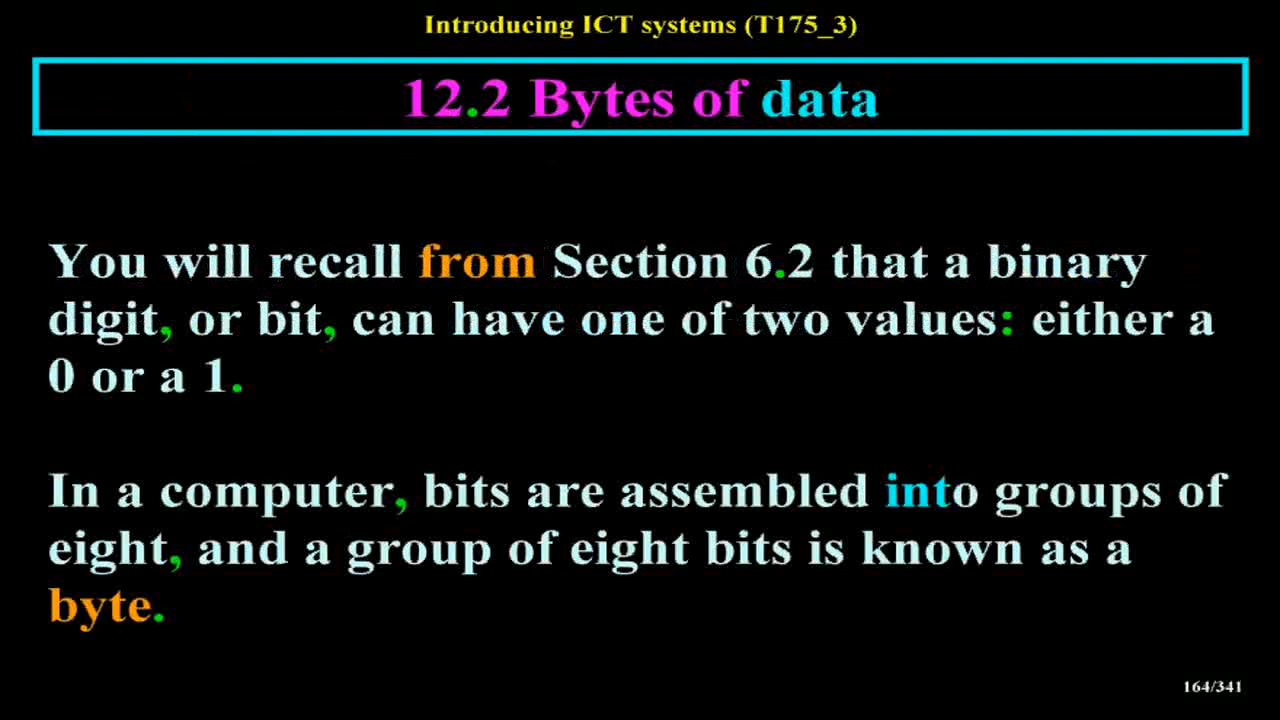 Introducing ICT systems (T175_3)
12.2 Bytes of data
You will recall from Section 6.2 that a binary
digit, or bit, can have one of two values: either a
0 or a 1.
In a computer, bits are assembled into groups of
eight, and a group of eight bits is known as a
byte.
164/341